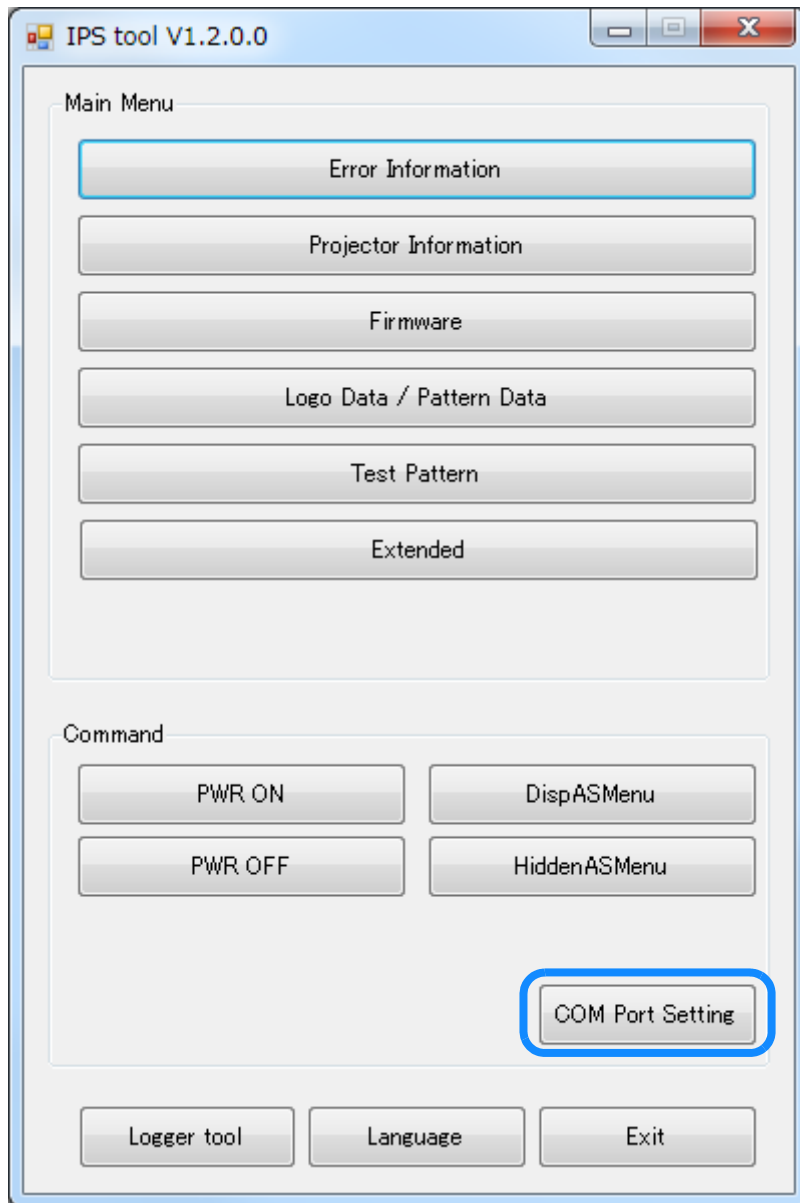 IPS tool V1.2.0.0
Main Menu
Error Information
Projector Information
Firmware
Logo Data / Pattern Data
Test Pattern
Extended
Command
PWR ON
DispASMenu
PWR OFF
HiddenASMenu
COM Port Setting
Logger tool
Language
Exit